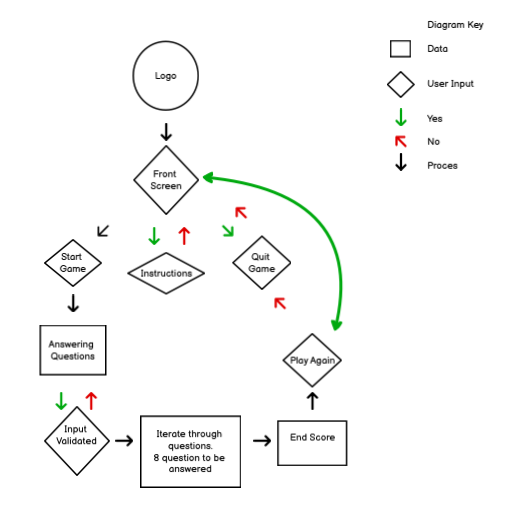 Diagram Key
Data
User Input
Yes
No
Proces
Logo
Front
Screen
Start
Game
Instructions
Quit
Game
Answering
Questions
Play Again
Input
Validated
Iterate through
questions.
8 question to be
answered
End Score